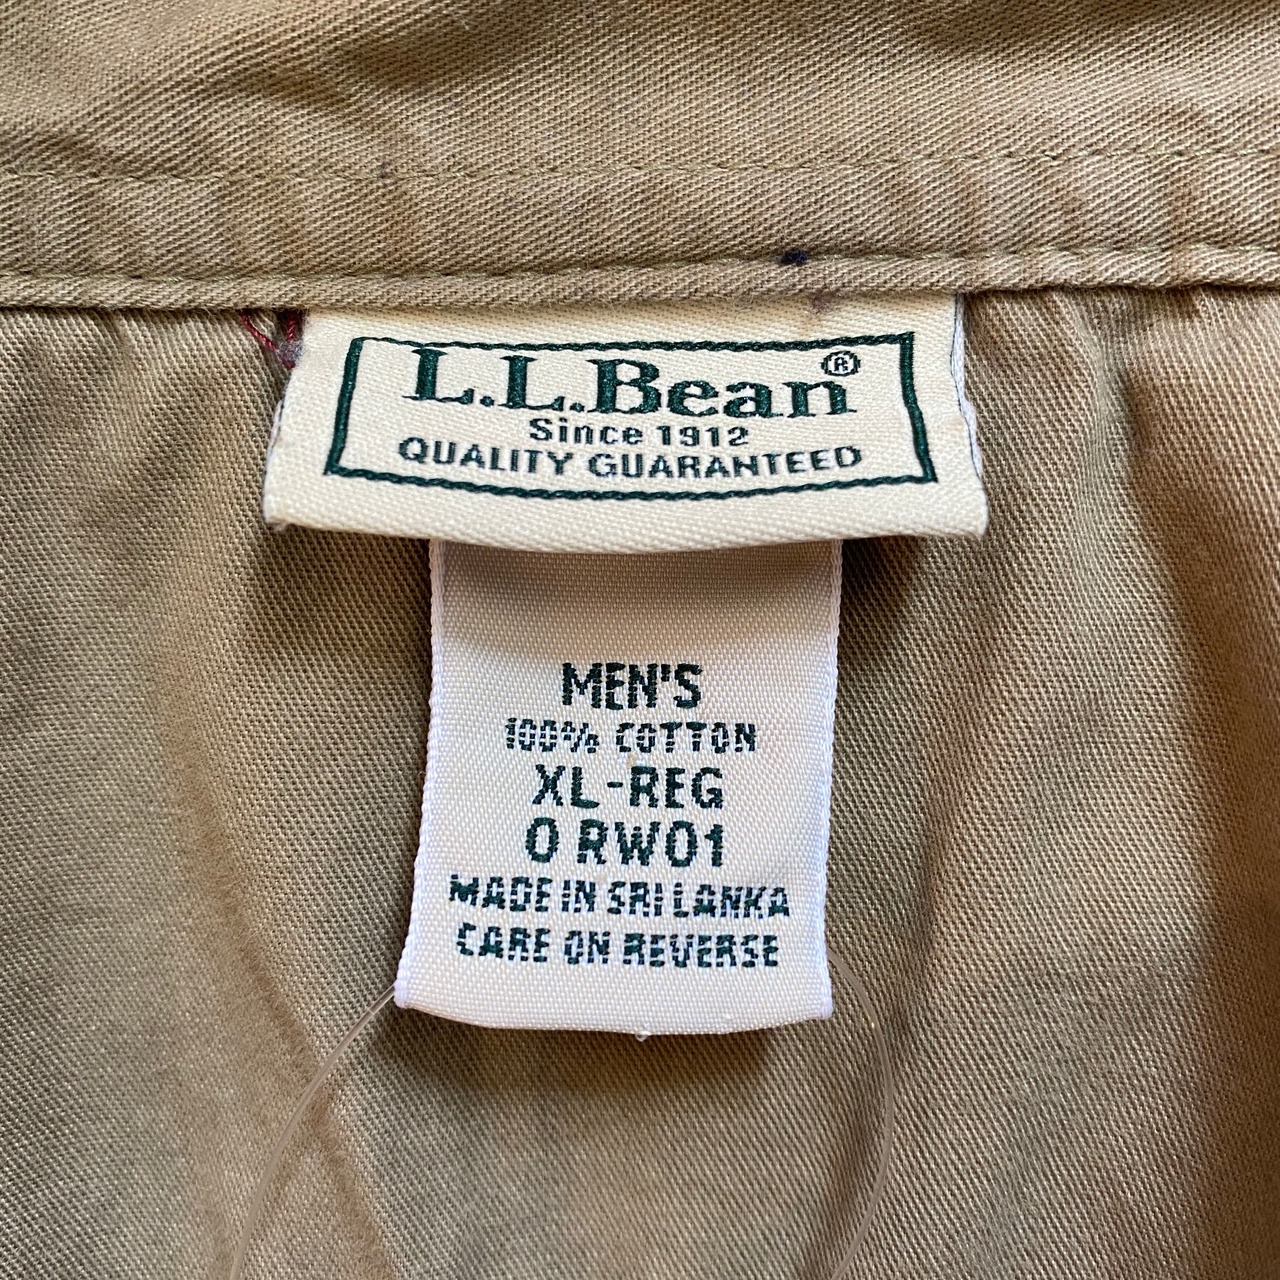 L.L.Bean®
Since 1912
QUALITY GUARANTEED
MEN'S
100% COTTON
XL-REG
0 RW01
MADE IN SRI LANKA
CARE ON REVERSE